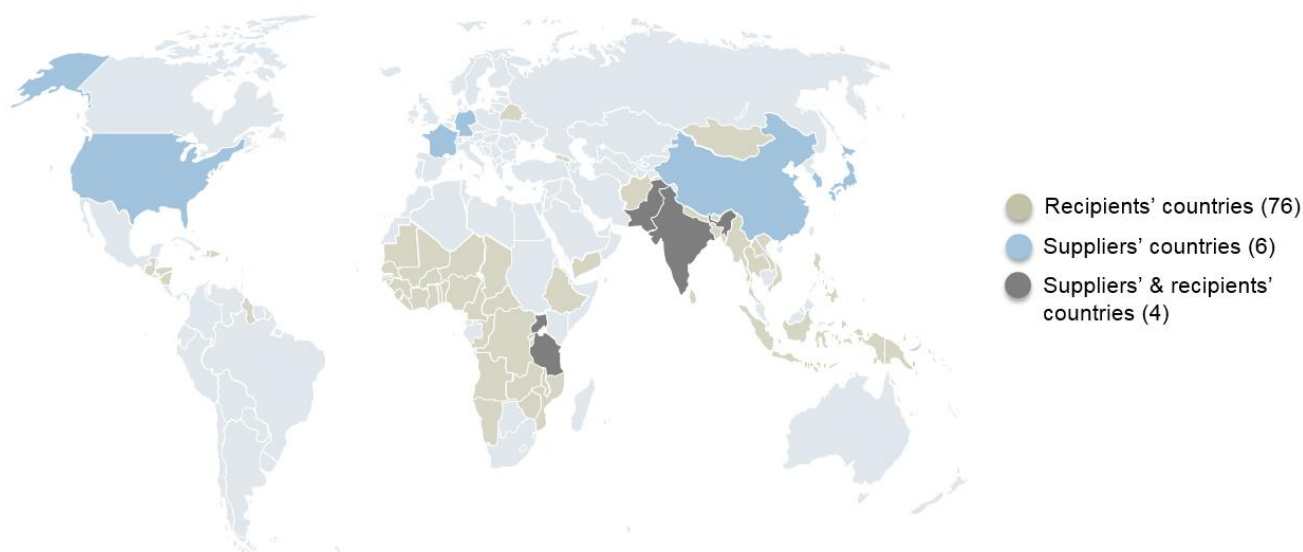 Recipients’ countries (76)
Suppliers’ countries (6)
Suppliers’ & recipients’
countries (4)